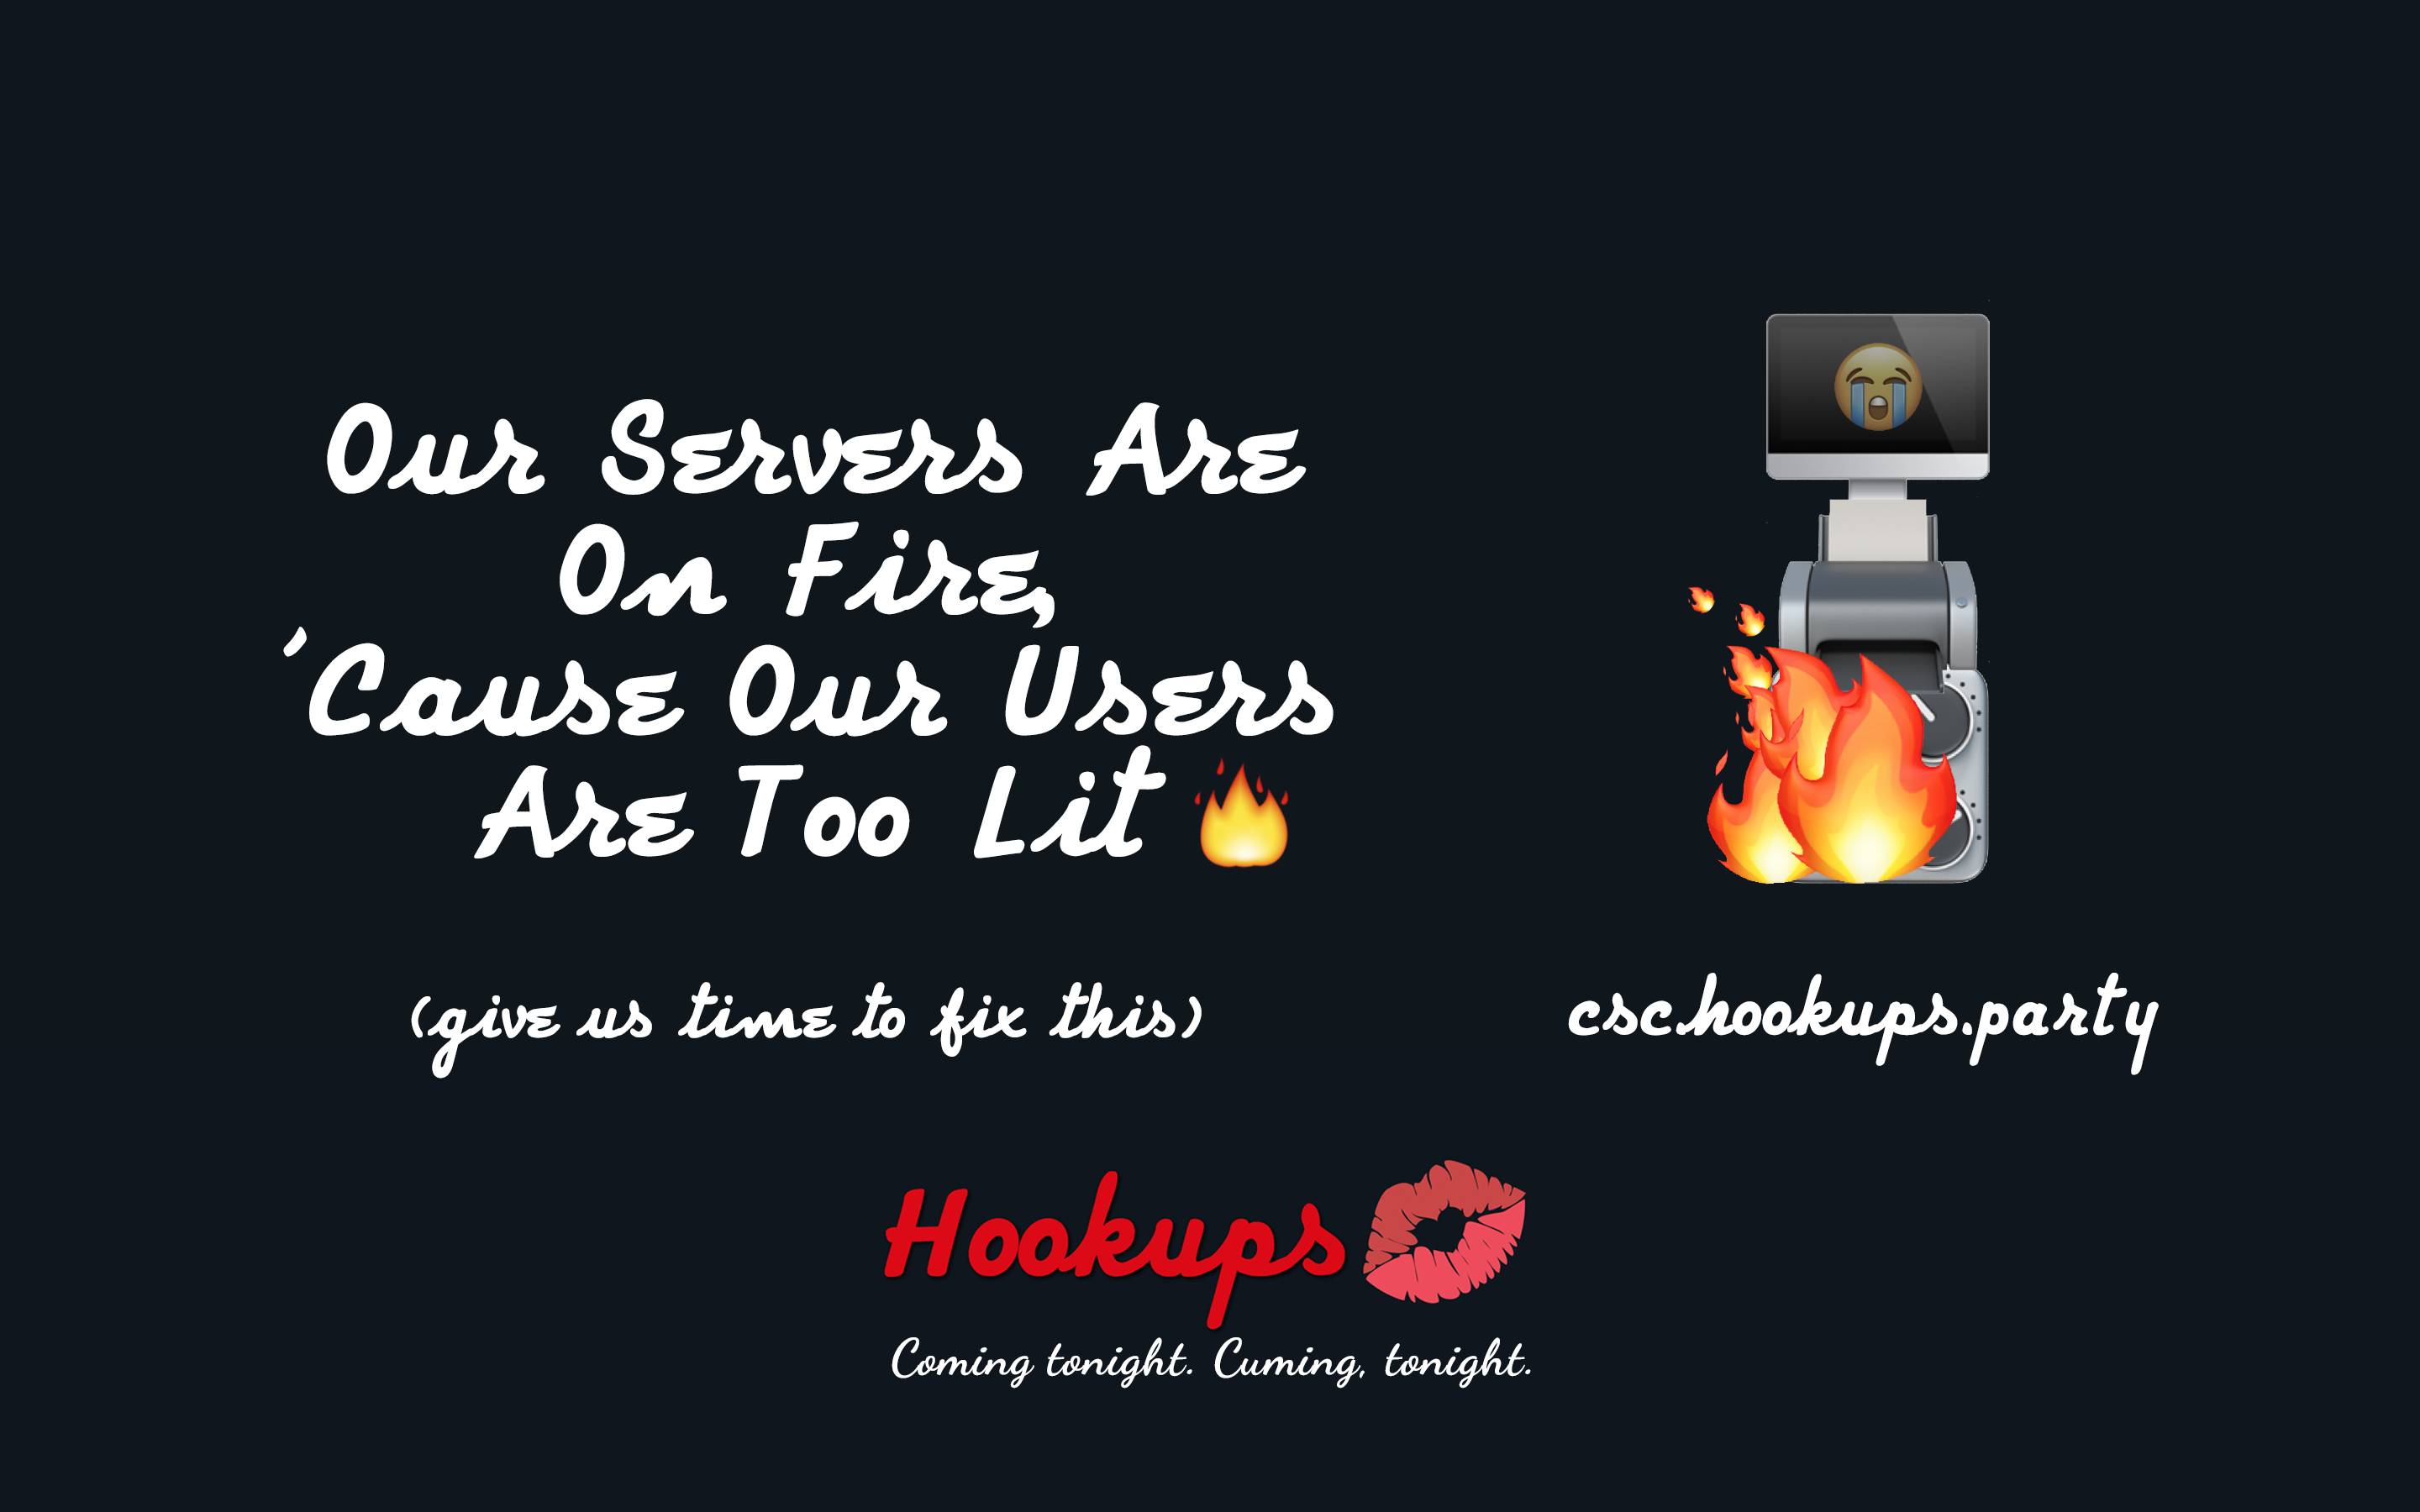 Our Servers Are
On Fire,
'Cause Our Users
Are Too Lit 🔥
(give us time to fix this)
csc.hookups.party
Hookups
Coming tonight. Cuming, tonight.